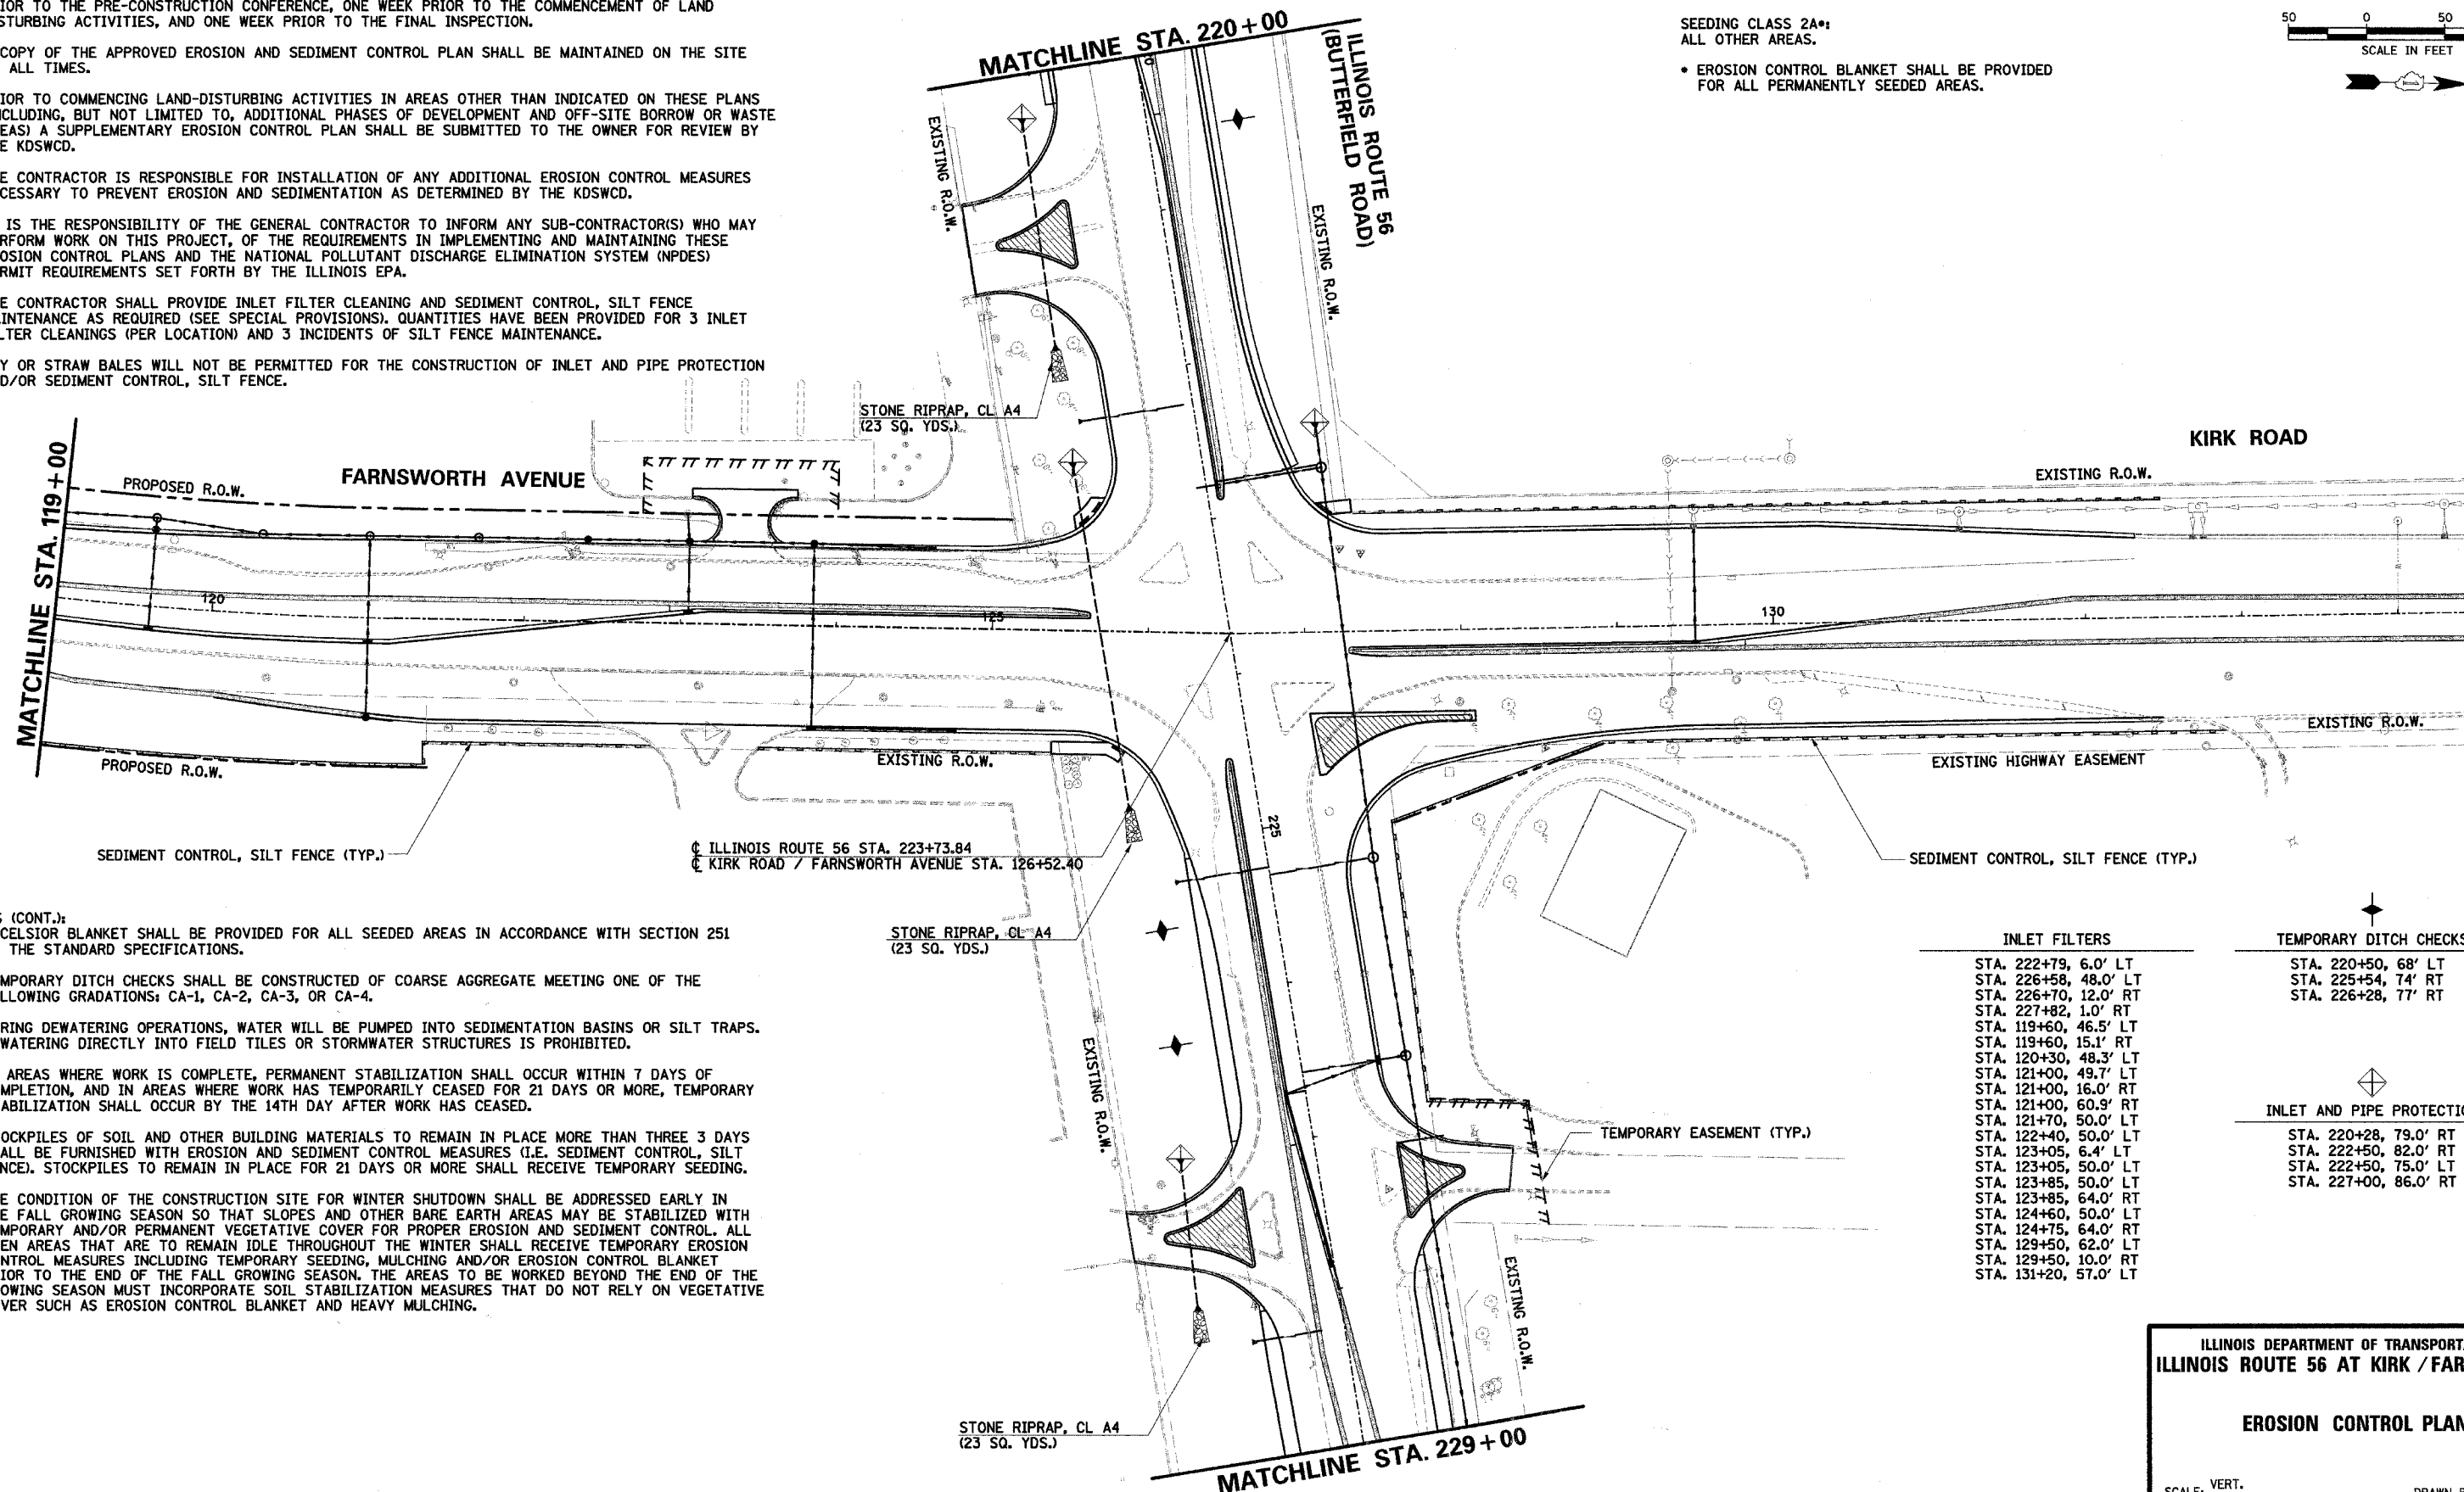 IOR TO THE PRE-CONSTRUCTION CONFERENCE, ONE WEEK PRIOR TO THE COMMENCEMENT OF LAND
STURBING ACTIVITIES, AND ONE WEEK PRIOR TO THE FINAL INSPECTION.
COPY OF THE APPROVED EROSION AND SEDIMENT CONTROL PLAN SHALL BE MAINTAINED ON THE SITE
ALL TIMES.
IOR TO COMMENCING LAND-DISTURBING ACTIVITIES IN AREAS OTHER THAN INDICATED ON THESE PLANS
NCLUDING, BUT NOT LIMITED TO, ADDITIONAL PHASES OF DEVELOPMENT AND OFF-SITE BORROW OR WASTE
EAS) A SUPPLEMENTARY EROSION CONTROL PLAN SHALL BE SUBMITTED TO THE OWNER FOR REVIEW BY
E KDSWCD.
E CONTRACTOR IS RESPONSIBLE FOR INSTALLATION OF ANY ADDITIONAL EROSION CONTROL MEASURES
CESSARY TO PREVENT EROSION AND SEDIMENTATION AS DETERMINED BY THE KDSWCD.
IS THE RESPONSIBILITY OF THE GENERAL CONTRACTOR TO INFORM ANY SUB-CONTRACTOR(S) WHO MAY
RFORM WORK ON THIS PROJECT, OF THE REQUIREMENTS IN IMPLEMENTING AND MAINTAINING THESE
OSION CONTROL PLANS AND THE NATIONAL POLLUTANT DISCHARGE ELIMINATION SYSTEM (NPDES)
RMIT REQUIREMENTS SET FORTH BY THE ILLINOIS EPA.
E CONTRACTOR SHALL PROVIDE INLET FILTER CLEANING AND SEDIMENT CONTROL, SILT FENCE
INTENANCE AS REQUIRED (SEE SPECIAL PROVISIONS). QUANTITIES HAVE BEEN PROVIDED FOR 3 INLET
LTER CLEANINGS (PER LOCATION) AND 3 INCIDENTS OF SILT FENCE MAINTENANCE.
Y OR STRAW BALES WILL NOT BE PERMITTED FOR THE CONSTRUCTION OF INLET AND PIPE PROTECTION
D/OR SEDIMENT CONTROL, SILT FENCE.
MATCHLINE STA. 220+00
ILLINOIS ROUTE 56
(BUTTERFIELD ROAD)
SEEDING CLASS 2A*:
ALL OTHER AREAS.
* EROSION CONTROL BLANKET SHALL BE PROVIDED
FOR ALL PERMANENTLY SEEDED AREAS.
50 0 50
SCALE IN FEET
EXISTING R.O.W.
EXISTING R.O.W.
STONE RIPRAP, CL A4
(23 SQ. YDS.)
KIRK ROAD
EXISTING R.O.W.
MATCHLINE STA. 119+00
PROPOSED R.O.W.
FARNSWORTH AVENUE
120
125
130
PROPOSED R.O.W.
EXISTING R.O.W.
EXISTING R.O.W.
EXISTING HIGHWAY EASEMENT
SEDIMENT CONTROL, SILT FENCE (TYP.)
℄ ILLINOIS ROUTE 56 STA. 223+73.84
℄ KIRK ROAD / FARNSWORTH AVENUE STA. 126+52.40
225
SEDIMENT CONTROL, SILT FENCE (TYP.)
STONE RIPRAP, CL A4
(23 SQ. YDS.)
S (CONT.):
CELSIOR BLANKET SHALL BE PROVIDED FOR ALL SEEDED AREAS IN ACCORDANCE WITH SECTION 251
THE STANDARD SPECIFICATIONS.
MPORARY DITCH CHECKS SHALL BE CONSTRUCTED OF COARSE AGGREGATE MEETING ONE OF THE
LLOWING GRADATIONS: CA-1, CA-2, CA-3, OR CA-4.
RING DEWATERING OPERATIONS, WATER WILL BE PUMPED INTO SEDIMENTATION BASINS OR SILT TRAPS.
WATERING DIRECTLY INTO FIELD TILES OR STORMWATER STRUCTURES IS PROHIBITED.
AREAS WHERE WORK IS COMPLETE, PERMANENT STABILIZATION SHALL OCCUR WITHIN 7 DAYS OF
MPLETION, AND IN AREAS WHERE WORK HAS TEMPORARILY CEASED FOR 21 DAYS OR MORE, TEMPORARY
ABILIZATION SHALL OCCUR BY THE 14TH DAY AFTER WORK HAS CEASED.
OCKPILES OF SOIL AND OTHER BUILDING MATERIALS TO REMAIN IN PLACE MORE THAN THREE 3 DAYS
ALL BE FURNISHED WITH EROSION AND SEDIMENT CONTROL MEASURES (I.E. SEDIMENT CONTROL, SILT
NCE). STOCKPILES TO REMAIN IN PLACE FOR 21 DAYS OR MORE SHALL RECEIVE TEMPORARY SEEDING.
E CONDITION OF THE CONSTRUCTION SITE FOR WINTER SHUTDOWN SHALL BE ADDRESSED EARLY IN
E FALL GROWING SEASON SO THAT SLOPES AND OTHER BARE EARTH AREAS MAY BE STABILIZED WITH
MPORARY AND/OR PERMANENT VEGETATIVE COVER FOR PROPER EROSION AND SEDIMENT CONTROL. ALL
EN AREAS THAT ARE TO REMAIN IDLE THROUGHOUT THE WINTER SHALL RECEIVE TEMPORARY EROSION
NTROL MEASURES INCLUDING TEMPORARY SEEDING, MULCHING AND/OR EROSION CONTROL BLANKET
IOR TO THE END OF THE FALL GROWING SEASON. THE AREAS TO BE WORKED BEYOND THE END OF THE
OWING SEASON MUST INCORPORATE SOIL STABILIZATION MEASURES THAT DO NOT RELY ON VEGETATIVE
VER SUCH AS EROSION CONTROL BLANKET AND HEAVY MULCHING.
EXISTING R.O.W.
TEMPORARY EASEMENT (TYP.)
EXISTING R.O.W.
STONE RIPRAP, CL A4
(23 SQ. YDS.)
MATCHLINE STA. 229+00
INLET FILTERS
STA. 222+79, 6.0' LT
STA. 226+58, 48.0' LT
STA. 226+70, 12.0' RT
STA. 227+82, 1.0' RT
STA. 119+60, 46.5' LT
STA. 119+60, 15.1' RT
STA. 120+30, 48.3' LT
STA. 121+00, 49.7' LT
STA. 121+00, 16.0' RT
STA. 121+00, 60.9' RT
STA. 121+70, 50.0' LT
STA. 122+40, 50.0' LT
STA. 123+05, 6.4' LT
STA. 123+05, 50.0' LT
STA. 123+85, 50.0' LT
STA. 123+85, 64.0' RT
STA. 124+60, 50.0' LT
STA. 124+75, 64.0' RT
STA. 129+50, 62.0' LT
STA. 129+50, 10.0' RT
STA. 131+20, 57.0' LT
TEMPORARY DITCH CHECKS
STA. 220+50, 68' LT
STA. 225+54, 74' RT
STA. 226+28, 77' RT
INLET AND PIPE PROTECTIO
STA. 220+28, 79.0' RT
STA. 222+50, 82.0' RT
STA. 222+50, 75.0' LT
STA. 227+00, 86.0' RT
ILLINOIS DEPARTMENT OF TRANSPORT
ILLINOIS ROUTE 56 AT KIRK / FAR
EROSION CONTROL PLAN
SCALE: VERT.
DRAWN